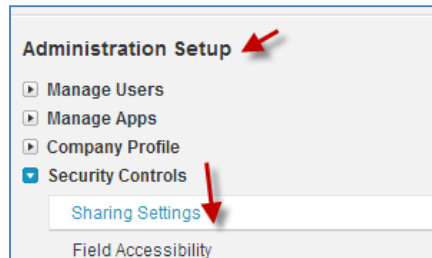 Administration Setup
Manage Users
Manage Apps
Company Profile
Security Controls
Sharing Settings
Field Accessibility